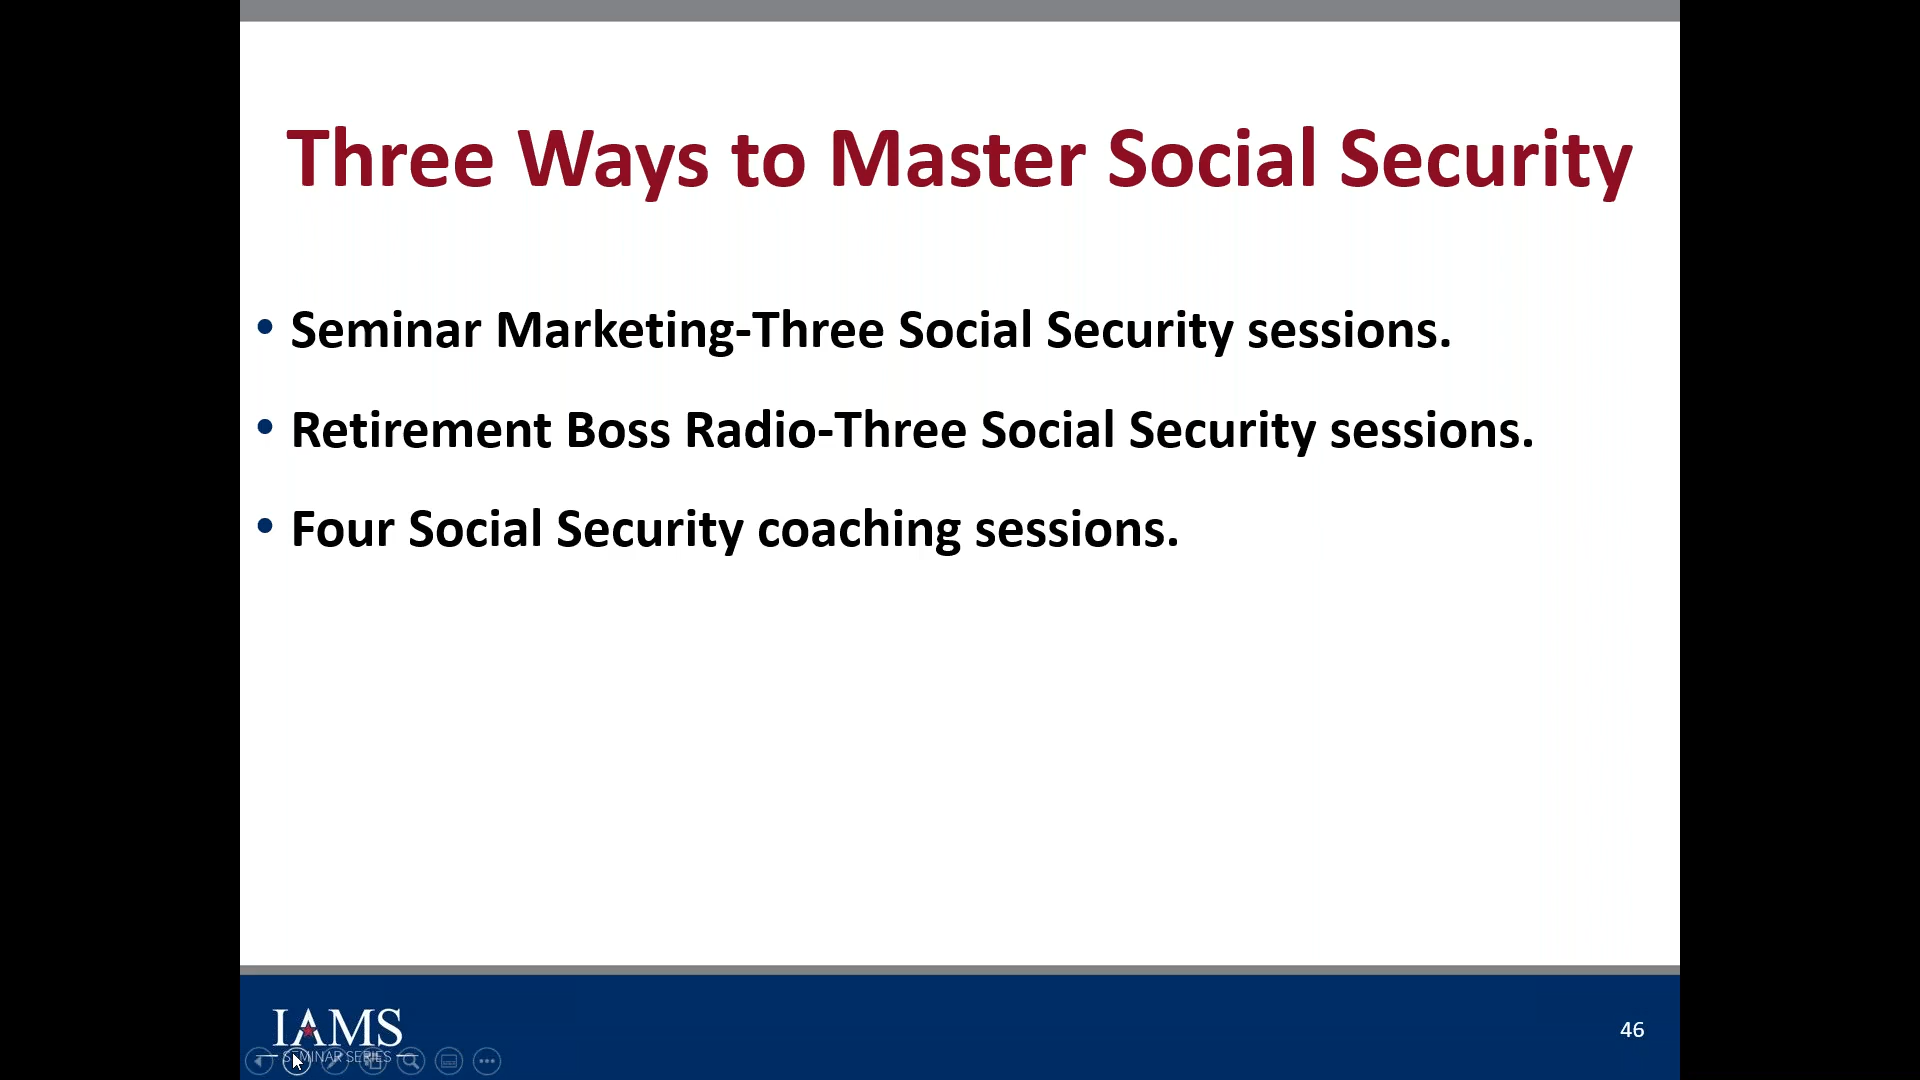 Three Ways to Master Social Security
• Seminar Marketing-Three Social Security sessions.
• Retirement Boss Radio-Three Social Security sessions.
• Four Social Security coaching sessions.
IAMS
SEMINAR SERIES
46